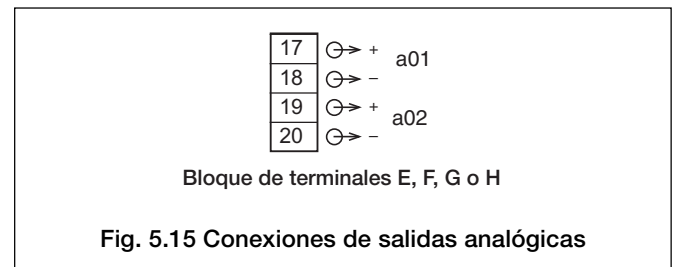 17 + a01
18 –
19 + a02
20 –
Bloque de terminales E, F, G o H
Fig. 5.15 Conexiones de salidas analógicas